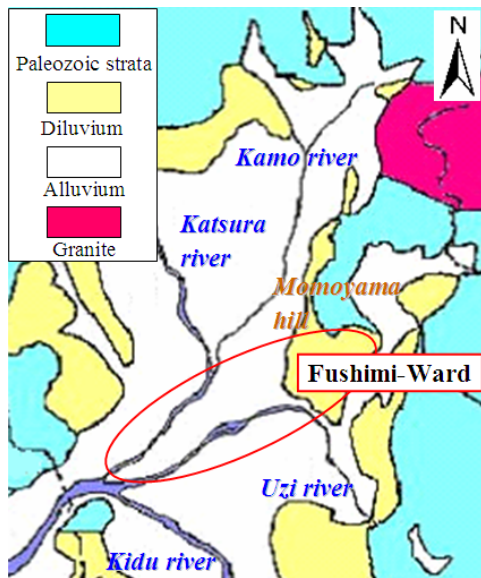 Paleozoic strata
Diluvium
Alluvium
Granite
N
Kamo river
Katsura
river
Momoyama
hill
Fushimi-Ward
Uzi river
Kidu river